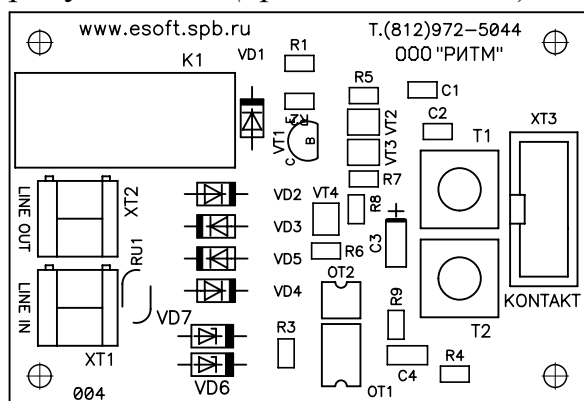 www.esoft.spb.ru
Т.(812)972-5044
ООО "РИТМ"
K1
VD1
R1
R2
R5
C1
C2
VT2
VT3
VT1
E
B
C
T1
XT3
R7
LINE OUT
XT2
VD2
VT4
R8
VD3
RU1
VD5
R6
C3
+
LINE IN
VD4
OT2
VD7
R9
T2
KONTAKT
R3
XT1
VD6
C4
R4
OT1
004